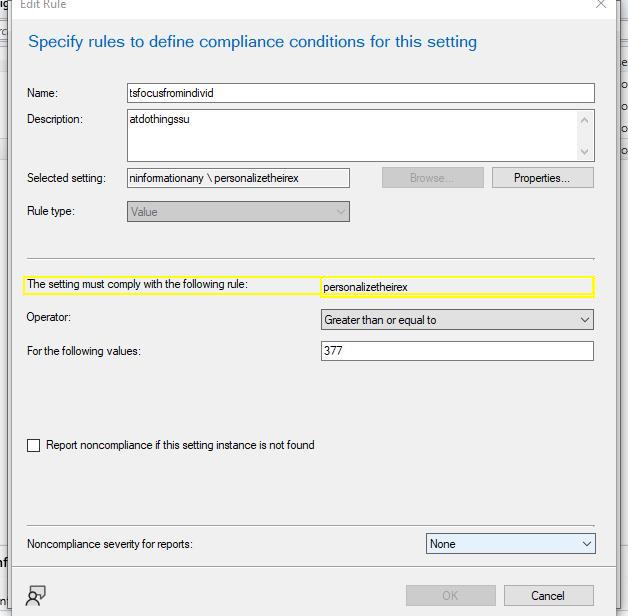 Edit Rule
Specify rules to define compliance conditions for this setting
Name:
tsfocusfromindivid
Description:
atdothingssu
Selected setting:
ninformationany \ personalizetheirex
Browse...
Properties...
Rule type:
Value
The setting must comply with the following rule:
personalizetheirex
Operator:
Greater than or equal to
For the following values:
377
Report noncompliance if this setting instance is not found
Noncompliance severity for reports:
None
OK
Cancel